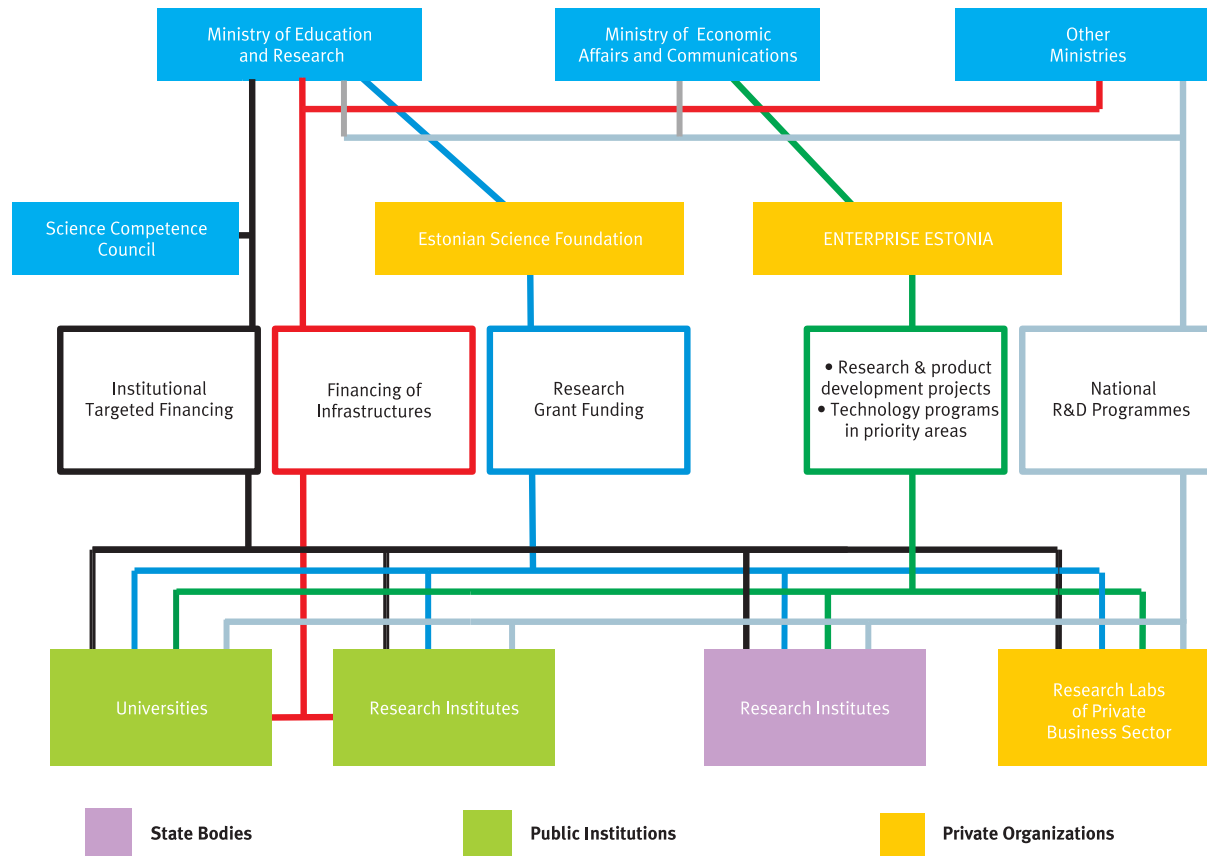 Ministry of Education
and Research
Ministry of Economic
Affairs and Communications
Other
Ministries
Science Competence
Council
Estonian Science Foundation
ENTERPRISE ESTONIA
Institutional
Targeted Financing
Financing of
Infrastructures
Research
Grant Funding
• Research & product
development projects
• Technology programs
in priority areas
National
R&D Programmes
Universities
Research Institutes
Research Institutes
Research Labs
of Private
Business Sector
State Bodies
Public Institutions
Private Organizations